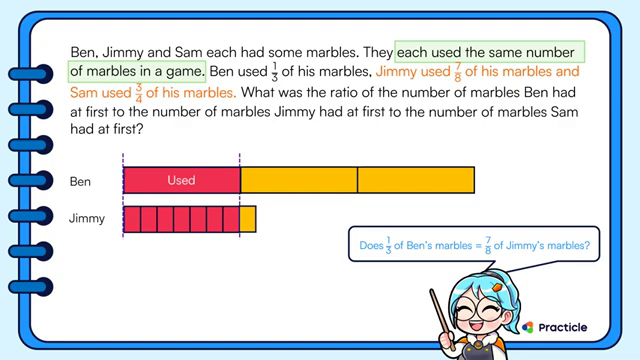 Ben, Jimmy and Sam each had some marbles. They each used the same number
of marbles in a game. Ben used 1/3 of his marbles, Jimmy used 7/8 of his marbles and
Sam used 3/4 of his marbles. What was the ratio of the number of marbles Ben had
at first to the number of marbles Jimmy had at first to the number of marbles Sam
had at first?
Ben
Used
Jimmy
Does 1/3 of Ben's marbles = 7/8 of Jimmy's marbles?
Practicle